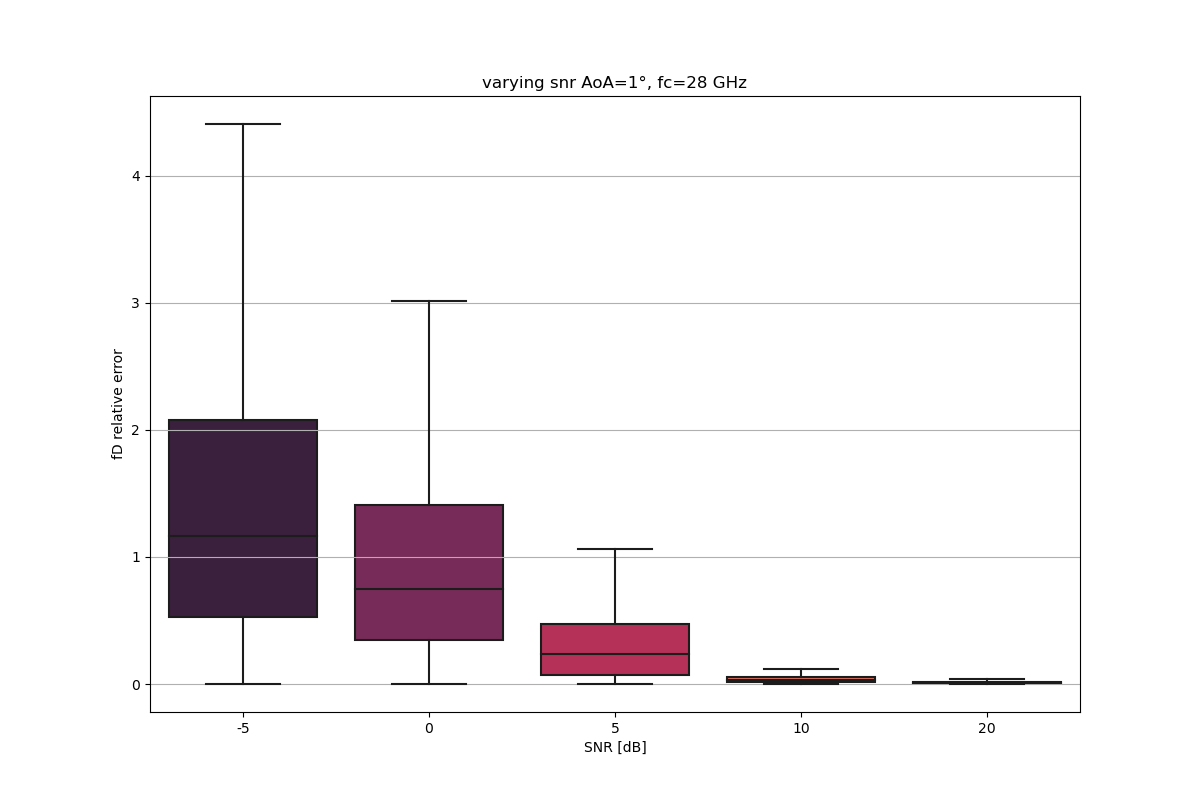 varying snr AoA=1°, fc=28 GHz
fD relative error
4
3
2
1
0
-5 0 5 10 20
SNR [dB]